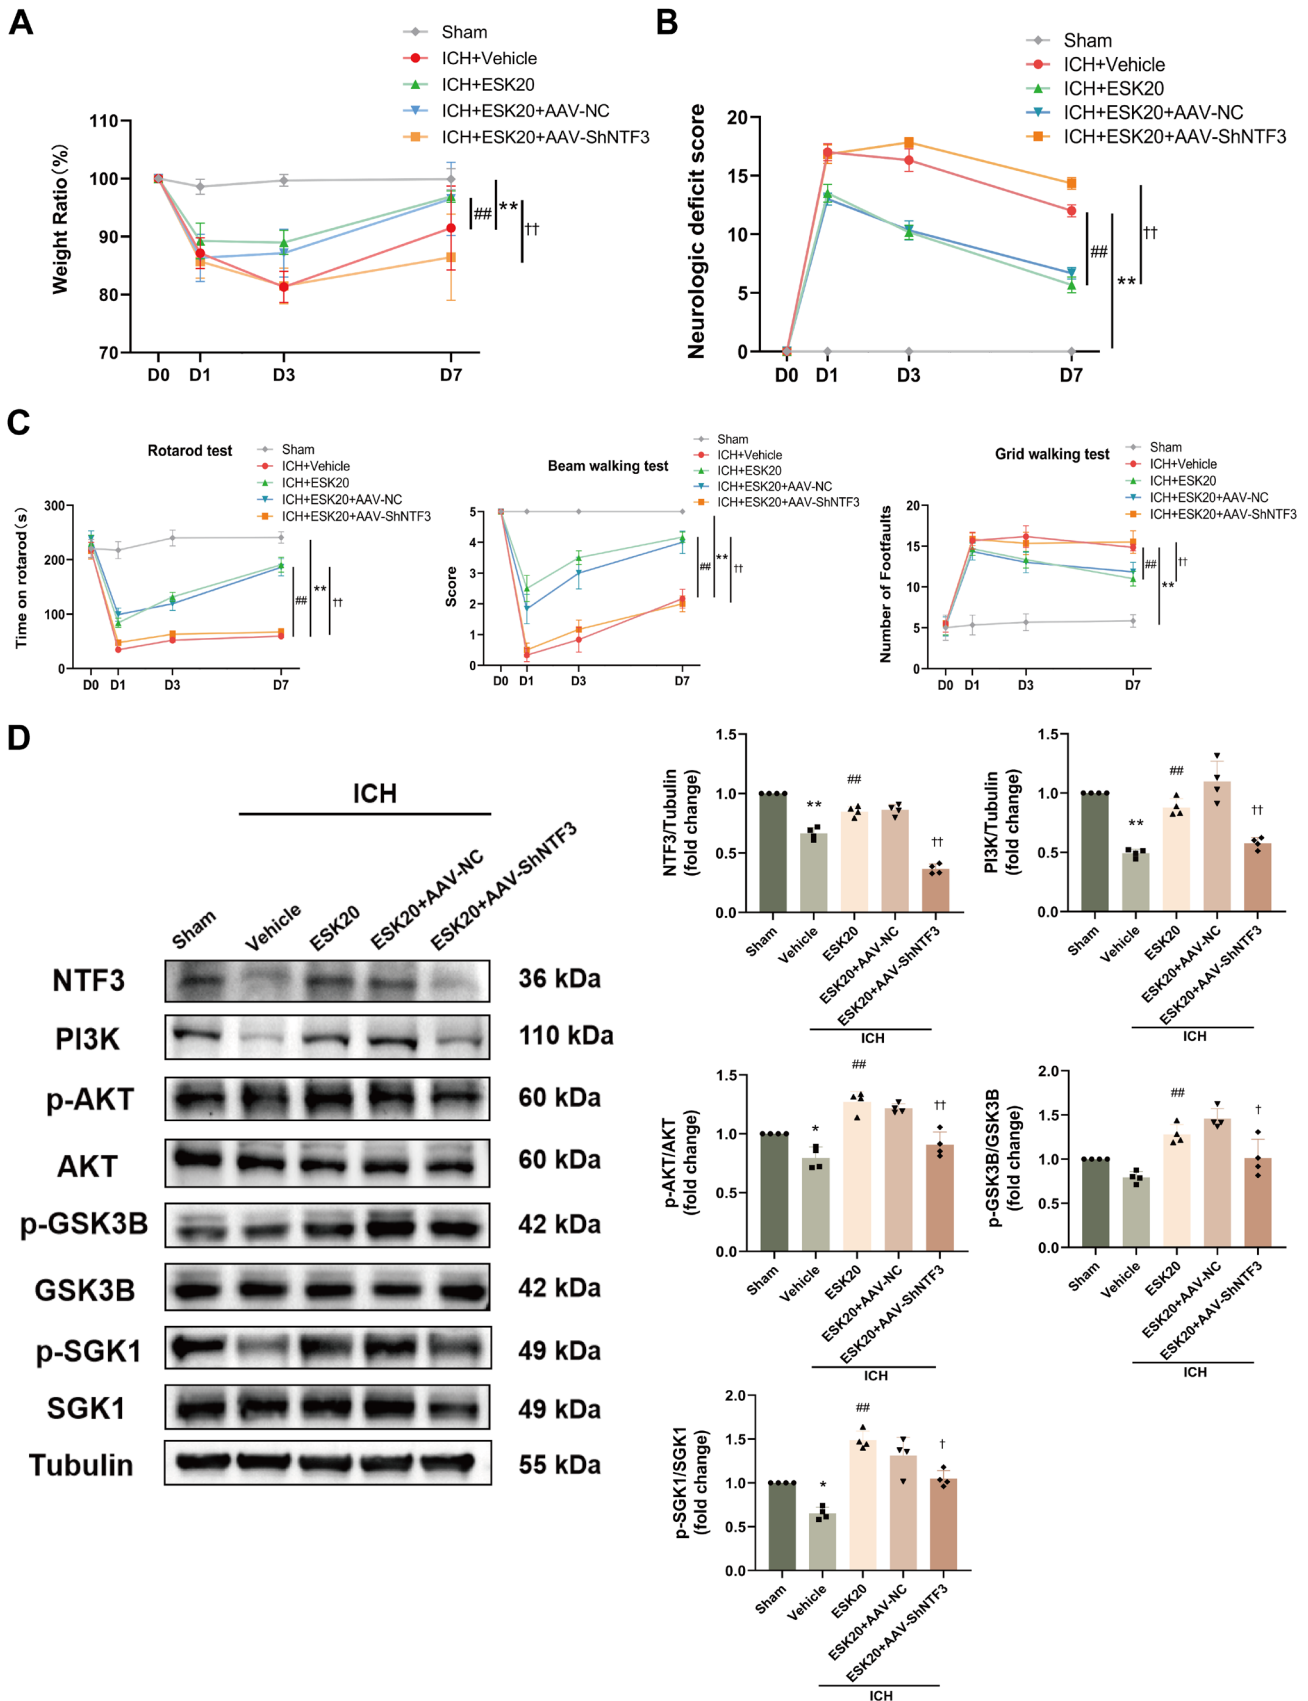 A
Sham
ICH+Vehicle
ICH+ESK20
ICH+ESK20+AAV-NC
ICH+ESK20+AAV-ShNTF3
Weight Ratio(%)
110
100
90
80
70
D0 D1 D3 D7
## ** ††
B
Sham
ICH+Vehicle
ICH+ESK20
ICH+ESK20+AAV-NC
ICH+ESK20+AAV-ShNTF3
Neurologic deficit score
20
15
10
5
0
D0 D1 D3 D7
## ** ††
C
Rotarod test
Sham
ICH+Vehicle
ICH+ESK20
ICH+ESK20+AAV-NC
ICH+ESK20+AAV-ShNTF3
Time on rotarod(s)
300
200
100
0
D0 D1 D3 D7
## ** ††
Beam walking test
Sham
ICH+Vehicle
ICH+ESK20
ICH+ESK20+AAV-NC
ICH+ESK20+AAV-ShNTF3
Score
5
4
3
2
1
0
D0 D1 D3 D7
## ** ††
Grid walking test
Sham
ICH+Vehicle
ICH+ESK20
ICH+ESK20+AAV-NC
ICH+ESK20+AAV-ShNTF3
Number of Footfaults
20
15
10
5
0
D0 D1 D3 D7
## ** ††
D
ICH
Sham
Vehicle
ESK20
ESK20+AAV-NC
ESK20+AAV-ShNTF3
NTF3 36 kDa
PI3K 110 kDa
p-AKT 60 kDa
AKT 60 kDa
p-GSK3B 42 kDa
GSK3B 42 kDa
p-SGK1 49 kDa
SGK1 49 kDa
Tubulin 55 kDa
NTF3/Tubulin
(fold change)
1.5
1.0
0.5
0.0
** ## ††
Sham
Vehicle
ESK20
ESK20+AAV-NC
ESK20+AAV-ShNTF3
ICH
PI3K/Tubulin
(fold change)
1.5
1.0
0.5
0.0
** ## ††
Sham
Vehicle
ESK20
ESK20+AAV-NC
ESK20+AAV-ShNTF3
ICH
p-AKT/AKT
(fold change)
1.5
1.0
0.5
0.0
* ## ††
Sham
Vehicle
ESK20
ESK20+AAV-NC
ESK20+AAV-ShNTF3
ICH
p-GSK3B/GSK3B
(fold change)
2.0
1.5
1.0
0.5
0.0
## †
Sham
Vehicle
ESK20
ESK20+AAV-NC
ESK20+AAV-ShNTF3
ICH
p-SGK1/SGK1
(fold change)
2.0
1.5
1.0
0.5
0.0
* ## †
Sham
Vehicle
ESK20
ESK20+AAV-NC
ESK20+AAV-ShNTF3
ICH